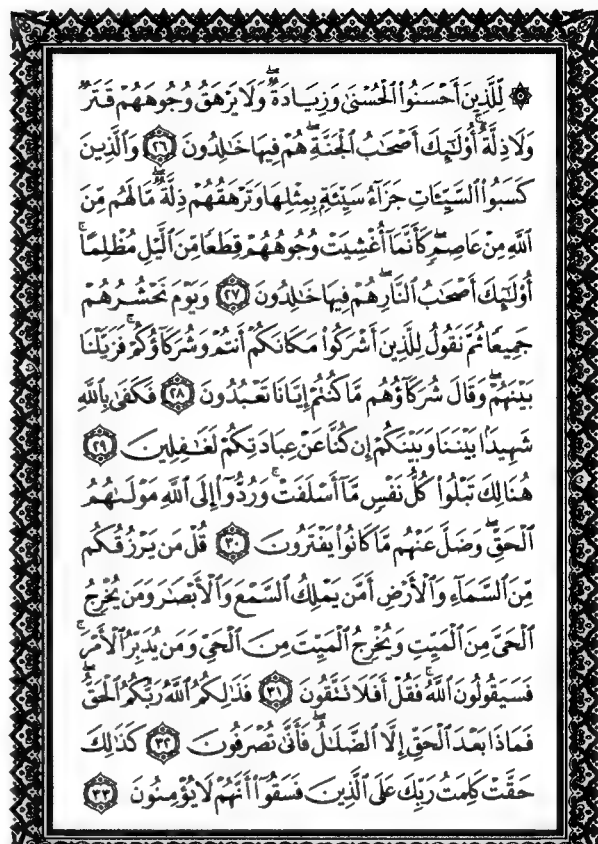 ۞ لِّلَّذِينَ أَحْسَنُوا۟ ٱلْحُسْنَىٰ وَزِيَادَةٌ ۖ وَلَا يَرْهَقُ وُجُوهَهُمْ قَتَرٌ
وَلَا ذِلَّةٌ ۚ أُو۟لَـٰٓئِكَ أَصْحَـٰبُ ٱلْجَنَّةِ ۖ هُمْ فِيهَا خَـٰلِدُونَ ٢٦ وَٱلَّذِينَ
كَسَبُوا۟ ٱلسَّيِّـَٔاتِ جَزَآءُ سَيِّئَةٍۭ بِمِثْلِهَا وَتَرْهَقُهُمْ ذِلَّةٌ ۖ مَّا لَهُم مِّنَ
ٱللَّهِ مِنْ عَاصِمٍ ۖ كَأَنَّمَآ أُغْشِيَتْ وُجُوهُهُمْ قِطَعًا مِّنَ ٱلَّيْلِ مُظْلِمًا ۚ
أُو۟لَـٰٓئِكَ أَصْحَـٰبُ ٱلنَّارِ ۖ هُمْ فِيهَا خَـٰلِدُونَ ٢٧ وَيَوْمَ نَحْشُرُهُمْ
جَمِيعًا ثُمَّ نَقُولُ لِلَّذِينَ أَشْرَكُوا۟ مَكَانَكُمْ أَنتُمْ وَشُرَكَآؤُكُمْ ۚ فَزَيَّلْنَا
بَيْنَهُمْ ۖ وَقَالَ شُرَكَآؤُهُم مَّا كُنتُمْ إِيَّانَا تَعْبُدُونَ ٢٨ فَكَفَىٰ بِٱللَّهِ
شَهِيدًۢا بَيْنَنَا وَبَيْنَكُمْ إِن كُنَّا عَنْ عِبَادَتِكُمْ لَغَـٰفِلِينَ ٢٩
هُنَالِكَ تَبْلُوا۟ كُلُّ نَفْسٍ مَّآ أَسْلَفَتْ ۚ وَرُدُّوٓا۟ إِلَى ٱللَّهِ مَوْلَىٰهُمُ
ٱلْحَقِّ ۖ وَضَلَّ عَنْهُم مَّا كَانُوا۟ يَفْتَرُونَ ٣٠ قُلْ مَن يَرْزُقُكُم
مِّنَ ٱلسَّمَآءِ وَٱلْأَرْضِ أَمَّن يَمْلِكُ ٱلسَّمْعَ وَٱلْأَبْصَـٰرَ وَمَن يُخْرِجُ
ٱلْحَىَّ مِنَ ٱلْمَيِّتِ وَيُخْرِجُ ٱلْمَيِّتَ مِنَ ٱلْحَىِّ وَمَن يُدَبِّرُ ٱلْأَمْرَ ۚ
فَسَيَقُولُونَ ٱللَّهُ ۚ فَقُلْ أَفَلَا تَتَّقُونَ ٣١ فَذَٰلِكُمُ ٱللَّهُ رَبُّكُمُ ٱلْحَقُّ ۖ
فَمَاذَا بَعْدَ ٱلْحَقِّ إِلَّا ٱلضَّلَـٰلُ ۖ فَأَنَّىٰ تُصْرَفُونَ ٣٢ كَذَٰلِكَ
حَقَّتْ كَلِمَتُ رَبِّكَ عَلَى ٱلَّذِينَ فَسَقُوٓا۟ أَنَّهُمْ لَا يُؤْمِنُونَ ٣٣